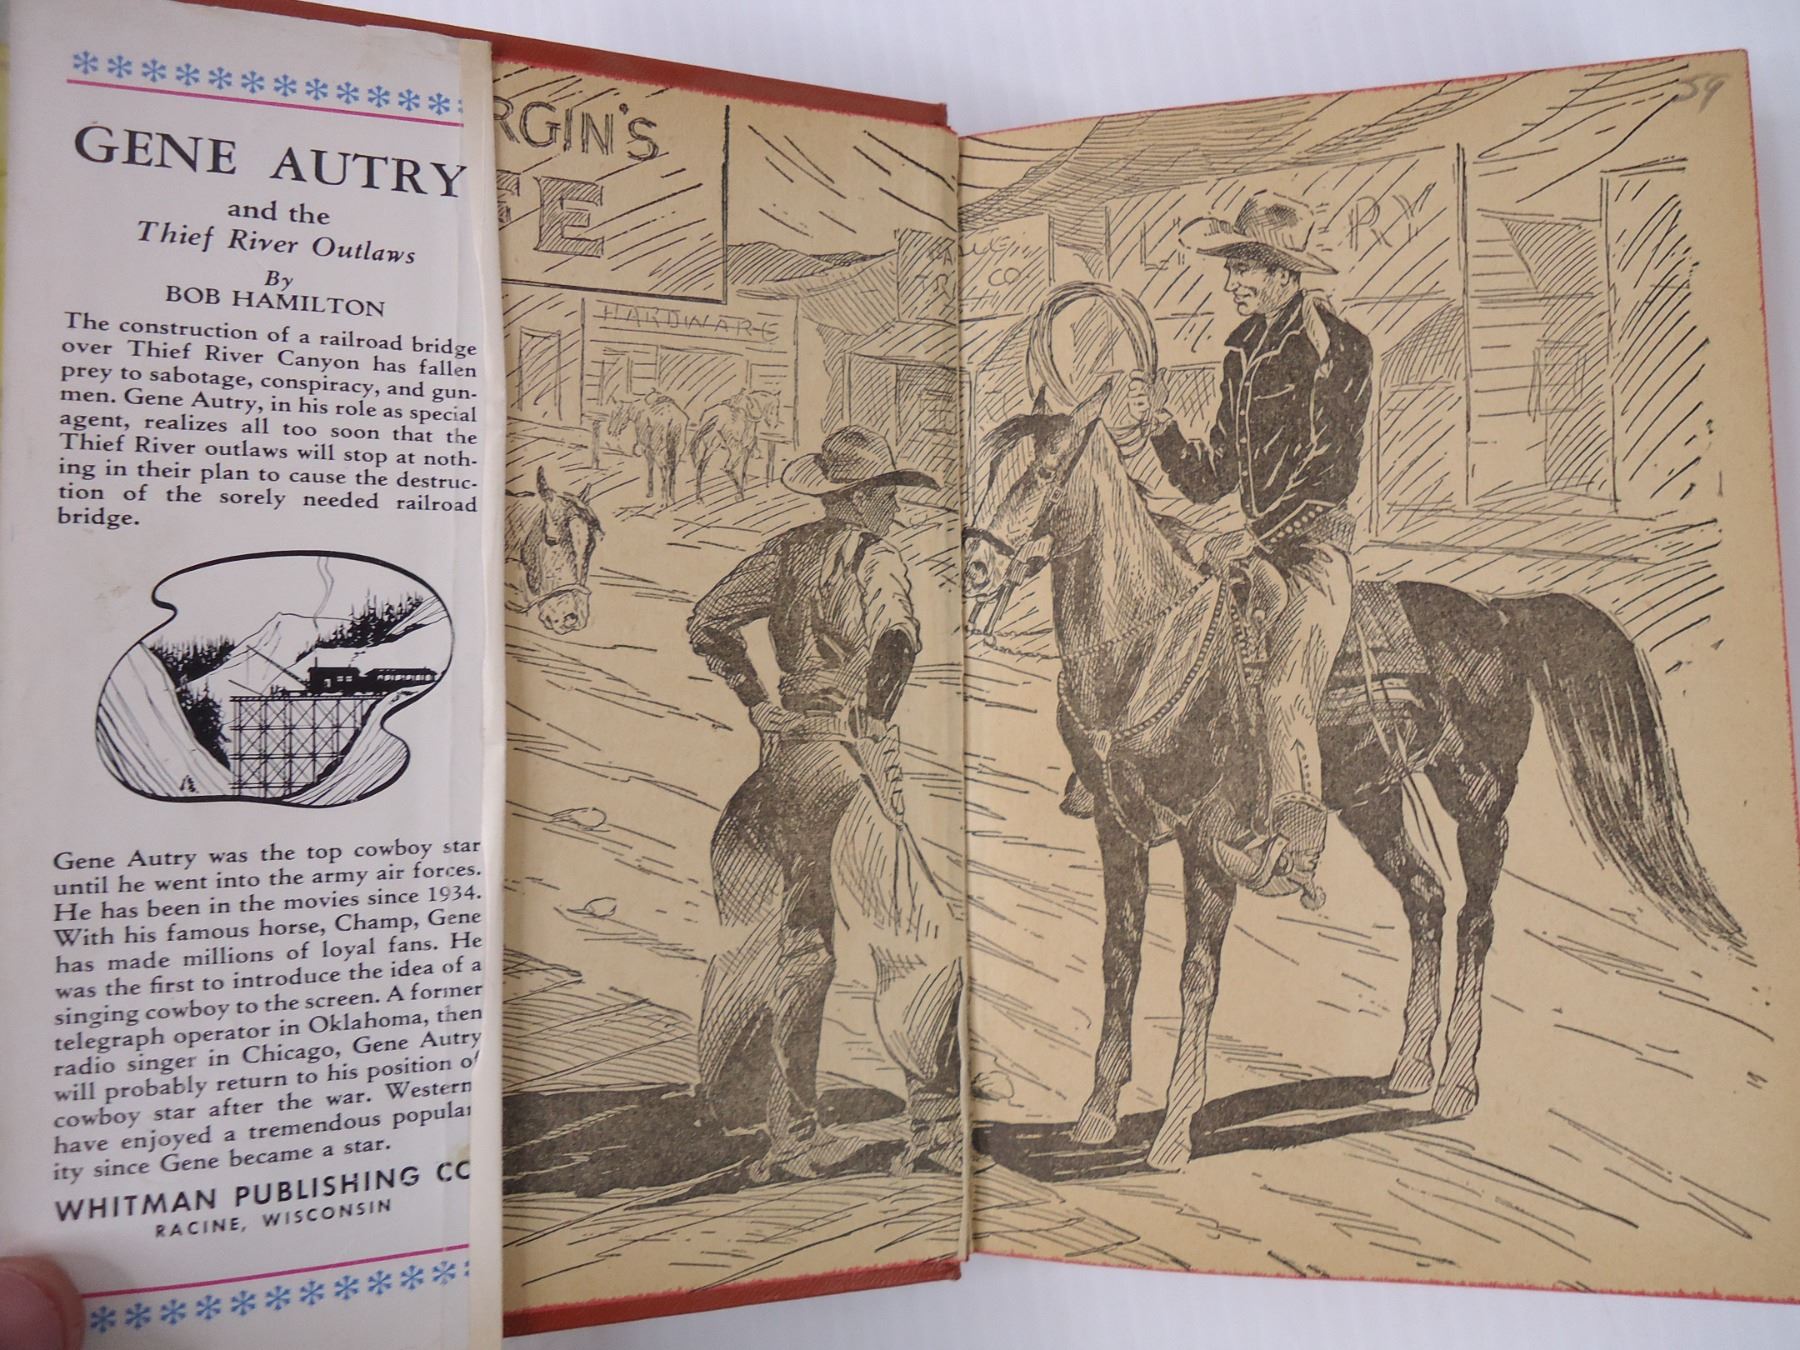 GENE AUTRY
and the
Thief River Outlaws
By
BOB HAMILTON
The construction of a railroad bridge
over Thief River Canyon has fallen
prey to sabotage, conspiracy, and gun-
men. Gene Autry, in his role as special
agent, realizes all too soon that the
Thief River outlaws will stop at noth-
ing in their plan to cause the destruc-
tion of the sorely needed railroad
bridge.
Gene Autry was the top cowboy star
until he went into the army air forces.
He has been in the movies since 1934.
With his famous horse, Champ, Gene
has made millions of loyal fans. He
was the first to introduce the idea of a
singing cowboy to the screen. A former
telegraph operator in Oklahoma, then
radio singer in Chicago, Gene Autry
will probably return to his position of
cowboy star after the war. Western
have enjoyed a tremendous popular
ity since Gene became a star.
WHITMAN PUBLISHING CO
RACINE, WISCONSIN
RGIN'S
FE
HARDWARE
CO
RY
59